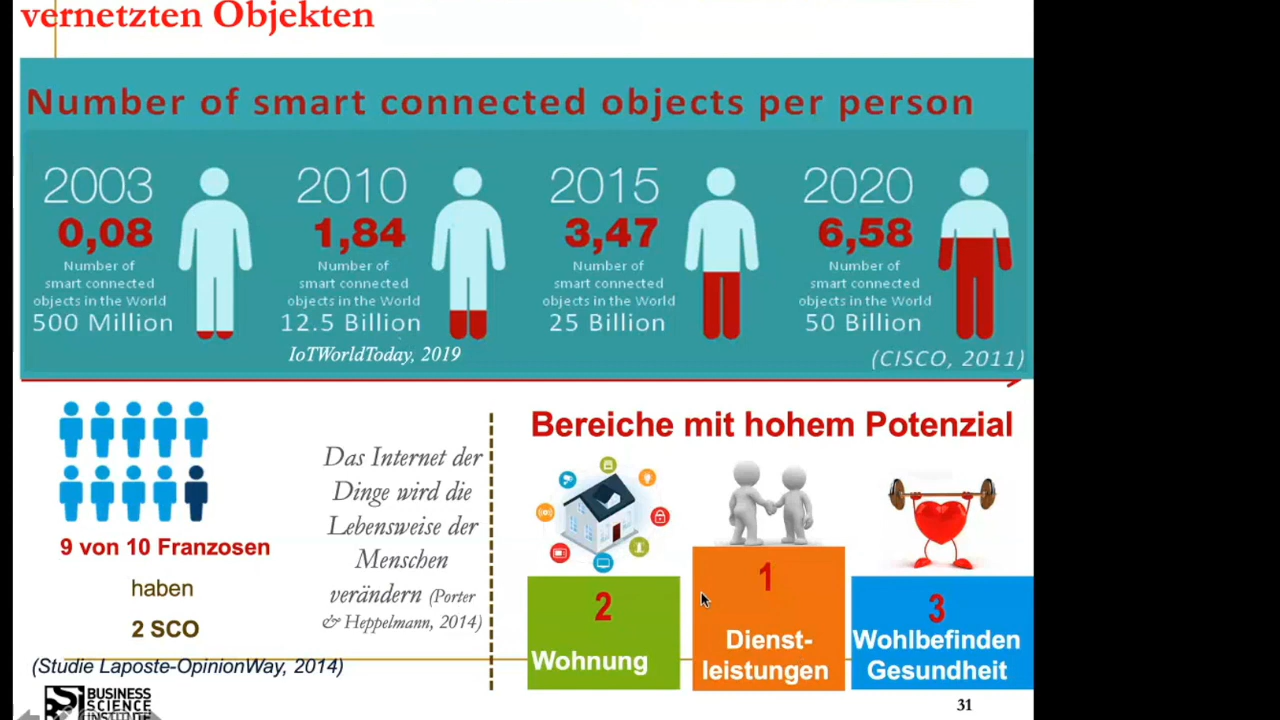 vernetzten Objekten
Number of smart connected objects per person
2003
0,08
Number of
smart connected
objects in the World
500 Million
2010
1,84
Number of
smart connected
objects in the World
12.5 Billion
IoTWorldToday, 2019
2015
3,47
Number of
smart connected
objects in the World
25 Billion
2020
6,58
Number of
smart connected
objects in the World
50 Billion
(CISCO, 2011)
9 von 10 Franzosen
haben
2 SCO
(Studie Laposte-OpinionWay, 2014)
Das Internet der
Dinge wird die
Lebensweise der
Menschen
verändern (Porter
& Heppelmann, 2014)
Bereiche mit hohem Potenzial
2
Wohnung
1
Dienst-
leistungen
3
Wohlbefinden
Gesundheit
BUSINESS
SCIENCE
INSTITUTE
31